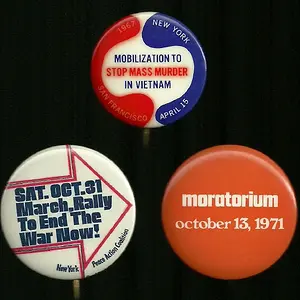 1967
NEW YORK
MOBILIZATION TO
STOP MASS MURDER
IN VIETNAM
SAN FRANCISCO
APRIL 15
SAT. OCT. 31
March. Rally
To End The
War Now!
New York
Peace Action Coalition
moratorium
october 13, 1971